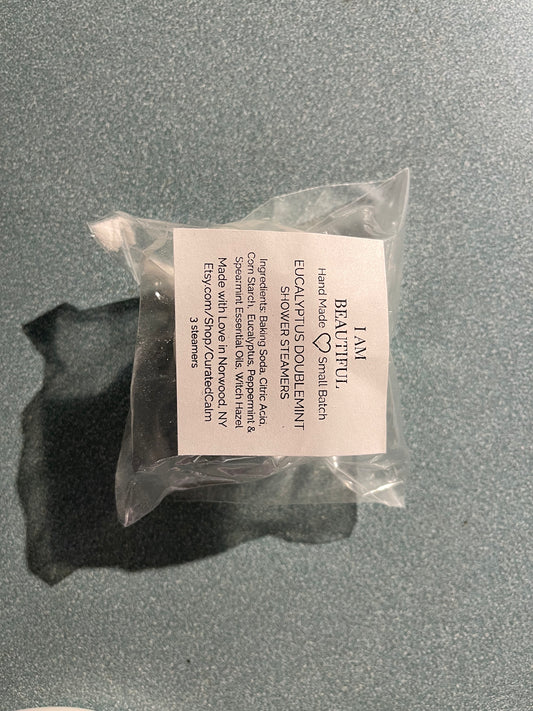 I AM
BEAUTIFUL
Hand Made Small Batch
EUCALYPTUS DOUBLEMINT
SHOWER STEAMERS
Ingredients: Baking Soda, Citric Acid,
Corn Starch, Eucalyptus, Peppermint &
Spearmint Essential Oils, Witch Hazel
Made with Love in Norwood, NY
Etsy.com/Shop/CuratedCalm
3 steamers